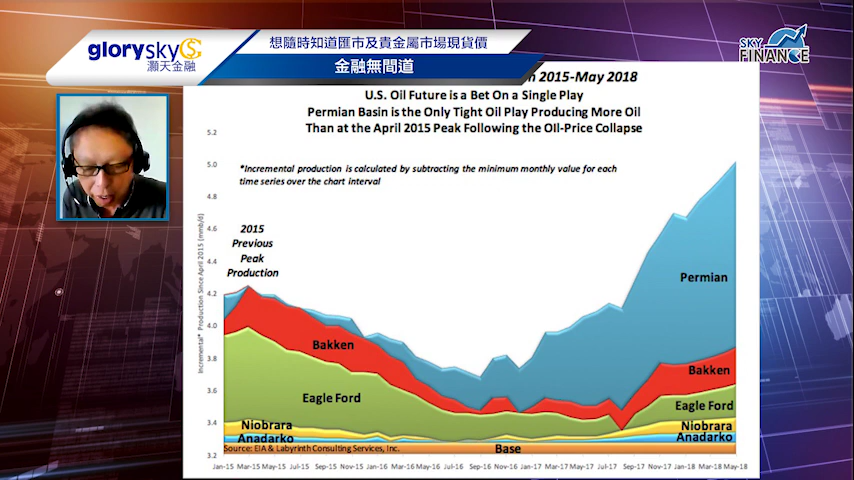 glorysky
灝天金融
想隨時知道匯市及貴金屬市場現貨價
金融無間道
SKY
FINANCE
2015-May 2018
U.S. Oil Future is a Bet On a Single Play
Permian Basin is the Only Tight Oil Play Producing More Oil
Than at the April 2015 Peak Following the OIl-Price Collapse
*Incremental production is calculated by subtracting the minimum monthly value for each
time series over the chart interval
Incremental* Production Since April 2015 (mmb/d)
5.2
5.0
4.8
4.6
4.4
4.2
4.0
3.8
3.6
3.4
3.2
2015
Previous
Peak
Production
Permian
Bakken
Bakken
Eagle Ford
Eagle Ford
Niobrara
Niobrara
Anadarko
Anadarko
Source: EIA & Labyrinth Consulting Services, Inc.
Base
Jan-15 Mar-15 May-15 Jul-15 Sep-15 Nov-15 Jan-16 Mar-16 May-16 Jul-16 Sep-16 Nov-16 Jan-17 Mar-17 May-17 Jul-17 Sep-17 Nov-17 Jan-18 Mar-18 May-18